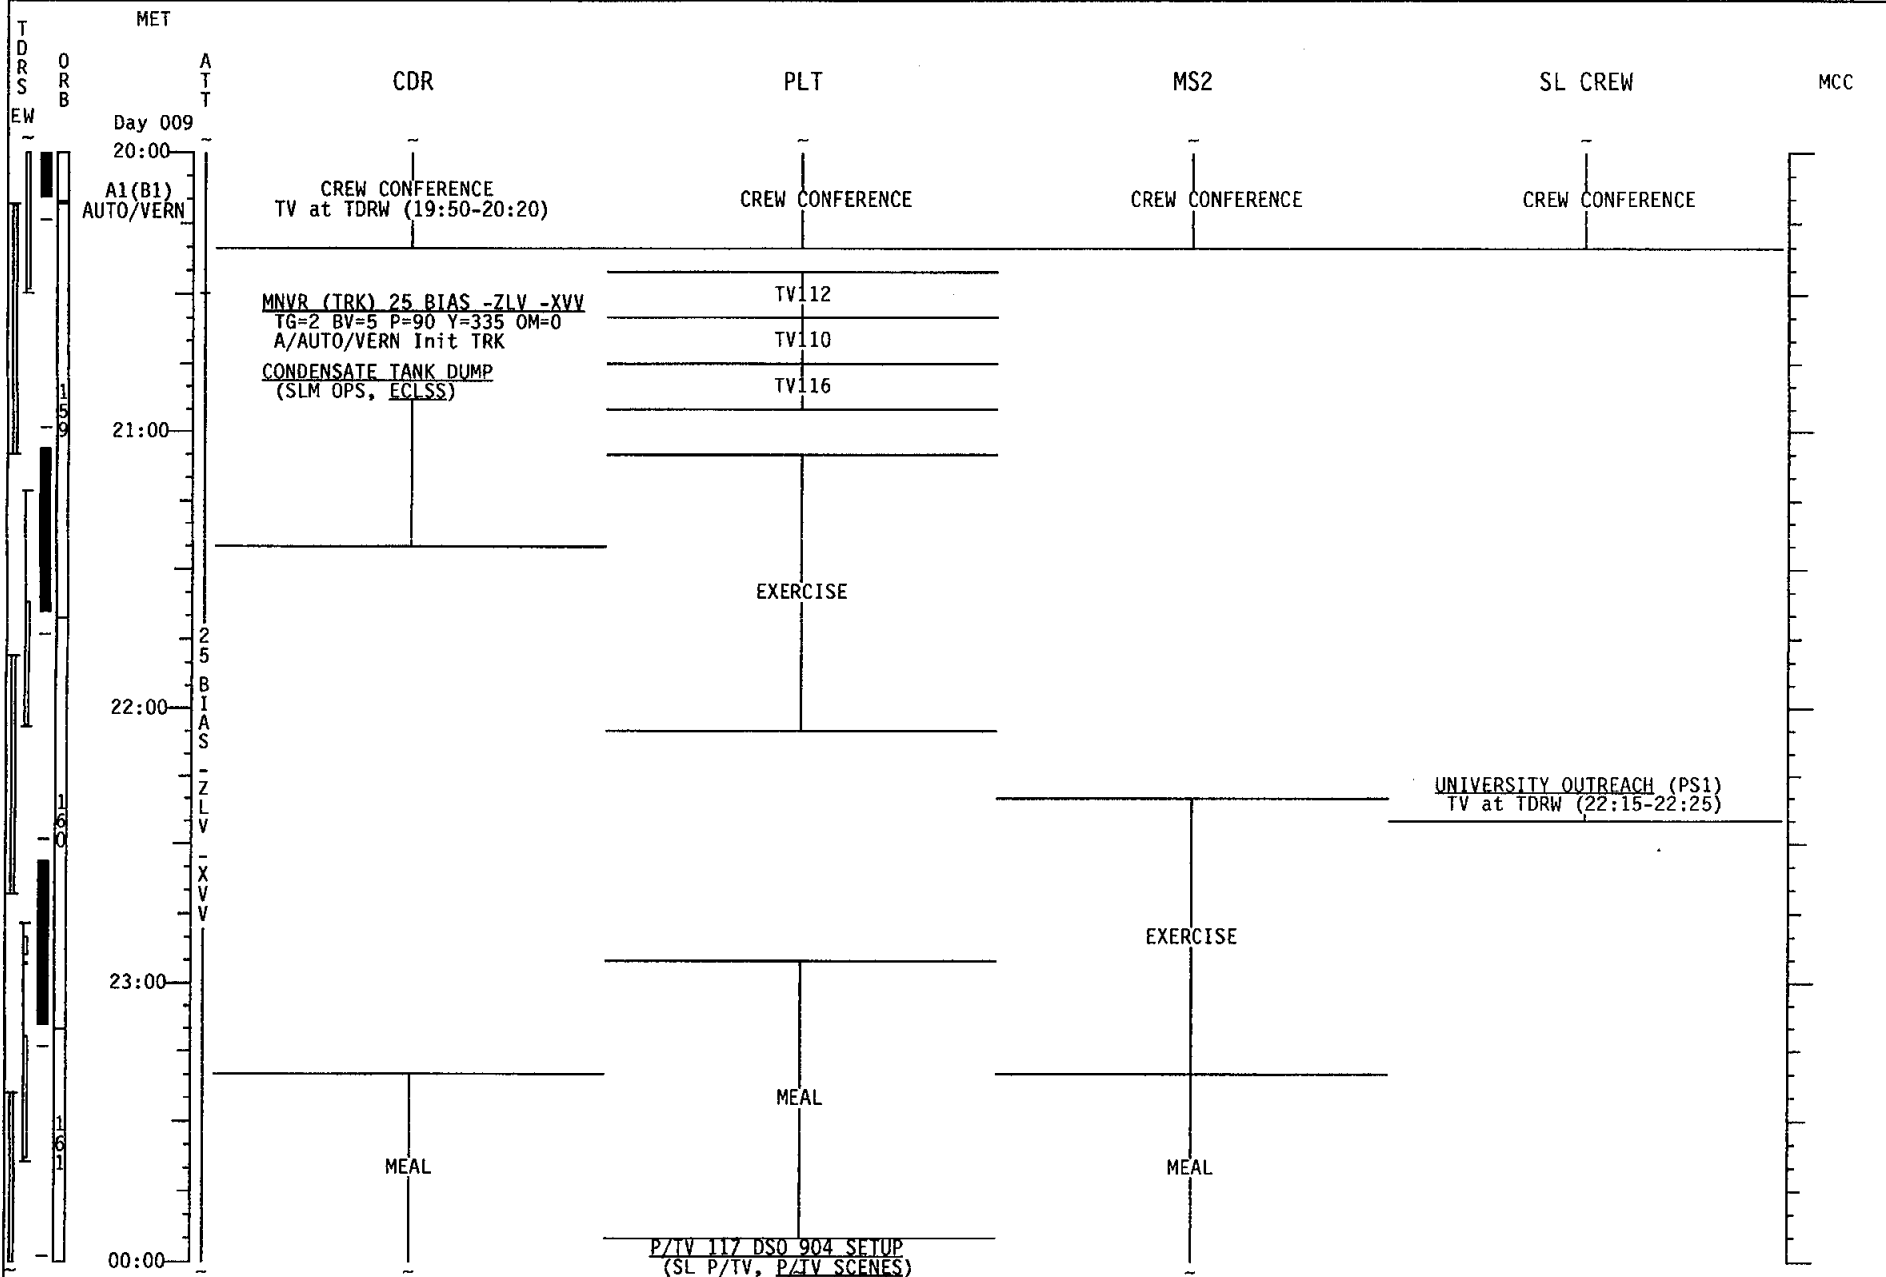 MET
TDRS
ORB
ATT
CDR
PLT
MS2
SL CREW
MCC
EW
Day 009
~
~
~
~
~
~
20:00
A1(B1)
AUTO/VERN
CREW CONFERENCE
TV at TDRW (19:50-20:20)
CREW CONFERENCE
CREW CONFERENCE
CREW CONFERENCE
MNVR (TRK) 25 BIAS -ZLV -XVV
TG=2 BV=5 P=90 Y=335 OM=0
A/AUTO/VERN Init TRK
CONDENSATE TANK DUMP
(SLM OPS, ECLSS)
TV112
TV110
TV116
159
21:00
EXERCISE
25 BIAS -ZLV -XVV
22:00
UNIVERSITY OUTREACH (PS1)
TV at TDRW (22:15-22:25)
160
EXERCISE
23:00
MEAL
161
MEAL
MEAL
P/TV 117 DSO 904 SETUP
(SL P/TV, P/TV SCENES)
00:00
~
~
~
~